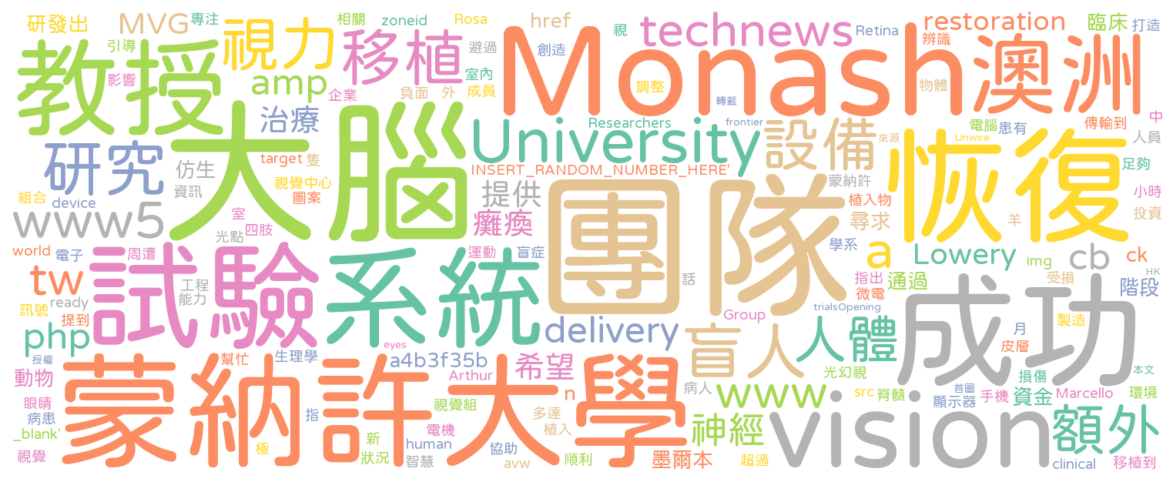 研發出 MVG 專注 相關 zoneid Rosa href restoration 臨床 打造
引導 視力 移植 避過 創造 technews Retina 視 辨識
教授 影響 amp 企業 負面 外 室內 成員 調整 物體 Monash 澳洲
大腦 治療 轉載 Researchers frontier 電腦 患有 傳輸到 中
研究 仿生 target 隻 University 設備 來源 Unwire 人員
資訊 視覺中心 圖案 INSERT_RANDOM_NUMBER_HERE' 蒙納許 植入物 足夠
組合 device 提供 團隊 尋求 恢復 小時
www5 室 四肢 癱瘓 羊 投資
world 電子 周遭 光點 運動 盲症 學系 a Lowery img cb ck
tw 試驗 系統 話 指出 通過 受損 HK 階段
訊號 ready 工程 能力 微電 trialsOpening
php 提到 delivery Group 月 製造
授權 幫忙 生理學 eyes 盲人 人體 成功 皮層
動物 蒙納許大學 a4b3f35b 希望 光幻視 本文
眼睛 Arthur n 病人 www src 脊髓 首圖 損傷 手機 Marcello 環境
病患 指 視覺組 多達 顯示器 資金
_blank' 新 電機 植入 神經 vision 額外
視覺 極 狀況 human 協助 順利 墨爾本 超過 clinical 移植到
智慧 avw